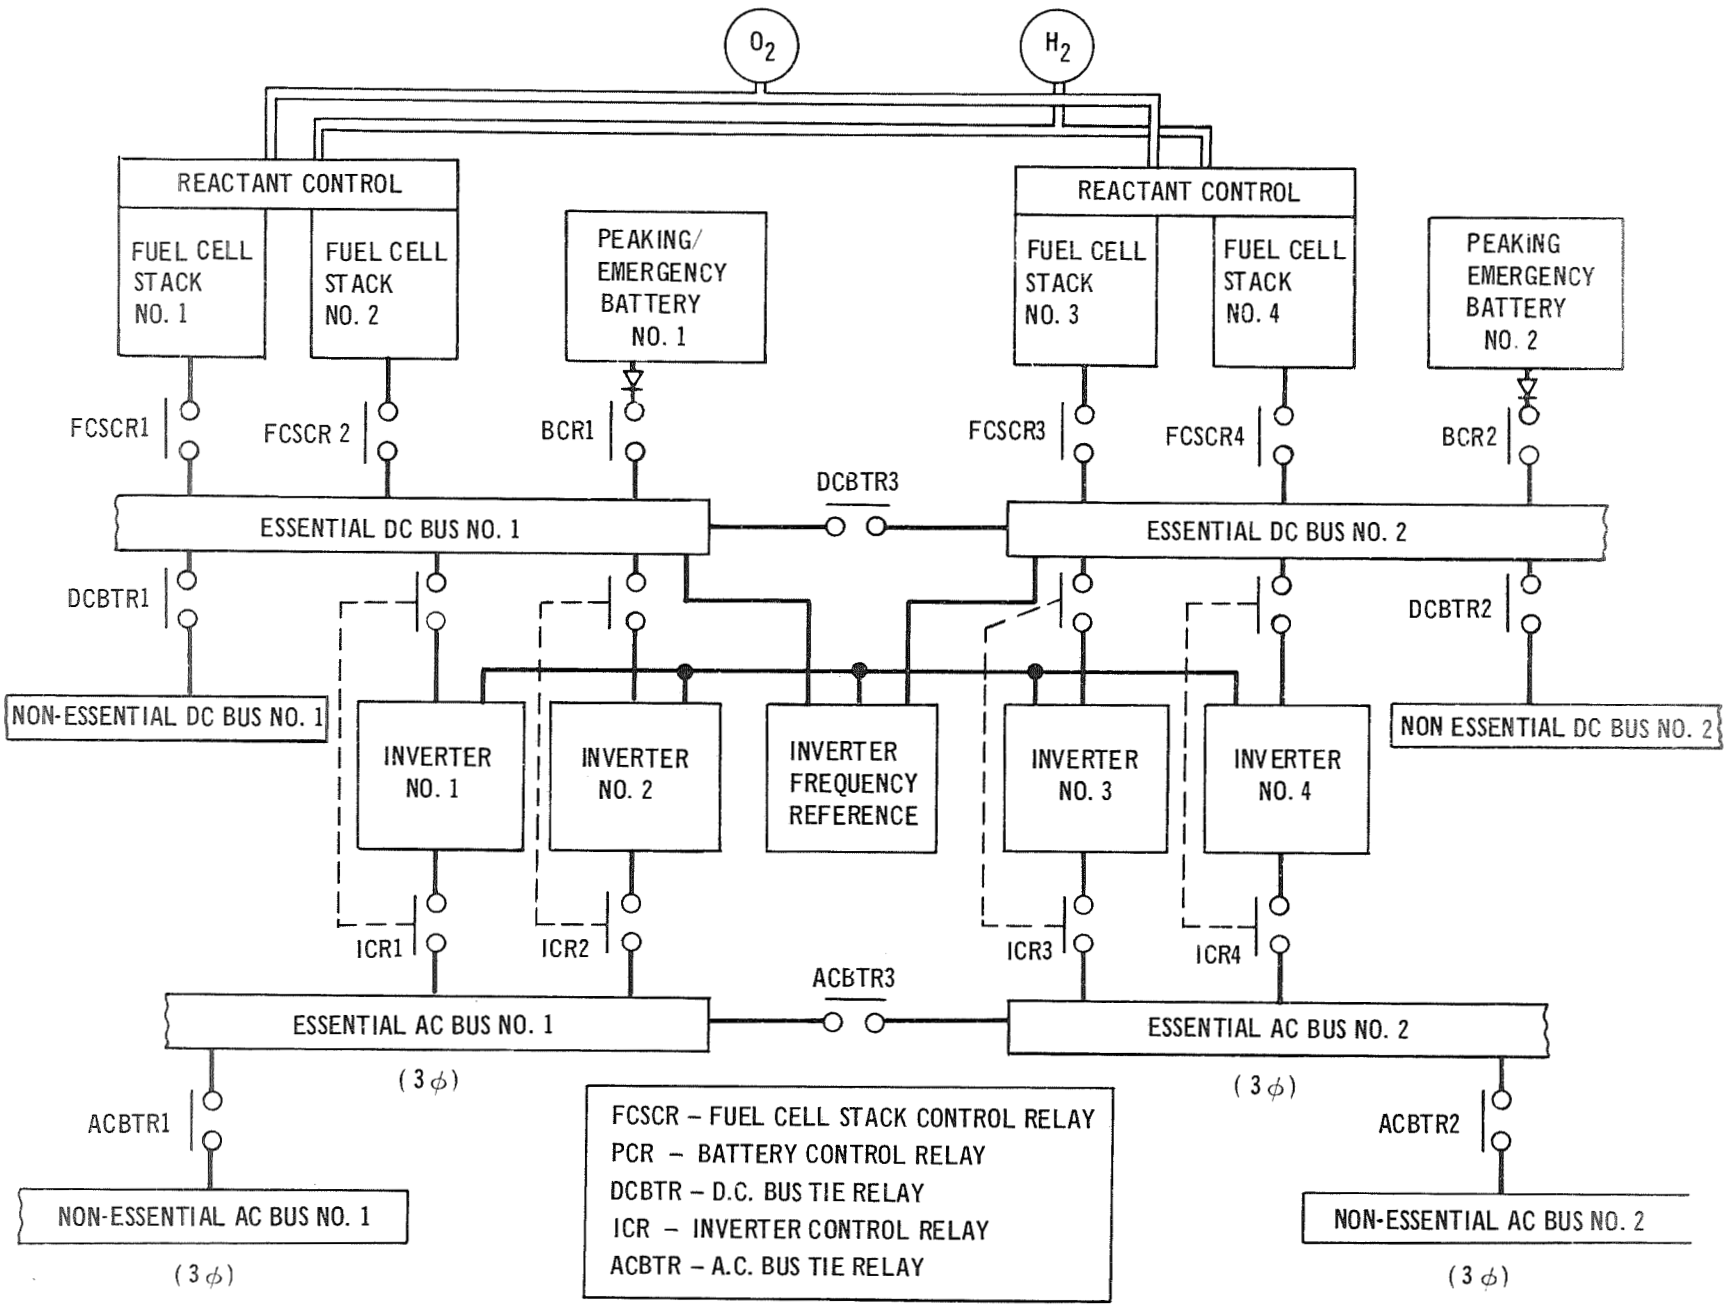 O2
H2
REACTANT CONTROL
REACTANT CONTROL
FUEL CELL
STACK
NO. 1
FUEL CELL
STACK
NO. 2
PEAKING/
EMERGENCY
BATTERY
NO. 1
FUEL CELL
STACK
NO. 3
FUEL CELL
STACK
NO. 4
PEAKING
EMERGENCY
BATTERY
NO. 2
FCSCR1
FCSCR 2
BCR1
FCSCR3
FCSCR4
BCR2
DCBTR3
ESSENTIAL DC BUS NO. 1
ESSENTIAL DC BUS NO. 2
DCBTR1
DCBTR2
NON-ESSENTIAL DC BUS NO. 1
NON ESSENTIAL DC BUS NO. 2
INVERTER
NO. 1
INVERTER
NO. 2
INVERTER
FREQUENCY
REFERENCE
INVERTER
NO. 3
INVERTER
NO. 4
ICR1
ICR2
ICR3
ICR4
ACBTR3
ESSENTIAL AC BUS NO. 1
ESSENTIAL AC BUS NO. 2
(3φ)
(3φ)
ACBTR1
ACBTR2
FCSCR – FUEL CELL STACK CONTROL RELAY
PCR – BATTERY CONTROL RELAY
DCBTR – D.C. BUS TIE RELAY
ICR – INVERTER CONTROL RELAY
ACBTR – A.C. BUS TIE RELAY
NON-ESSENTIAL AC BUS NO. 1
NON-ESSENTIAL AC BUS NO. 2
(3φ)
(3φ)